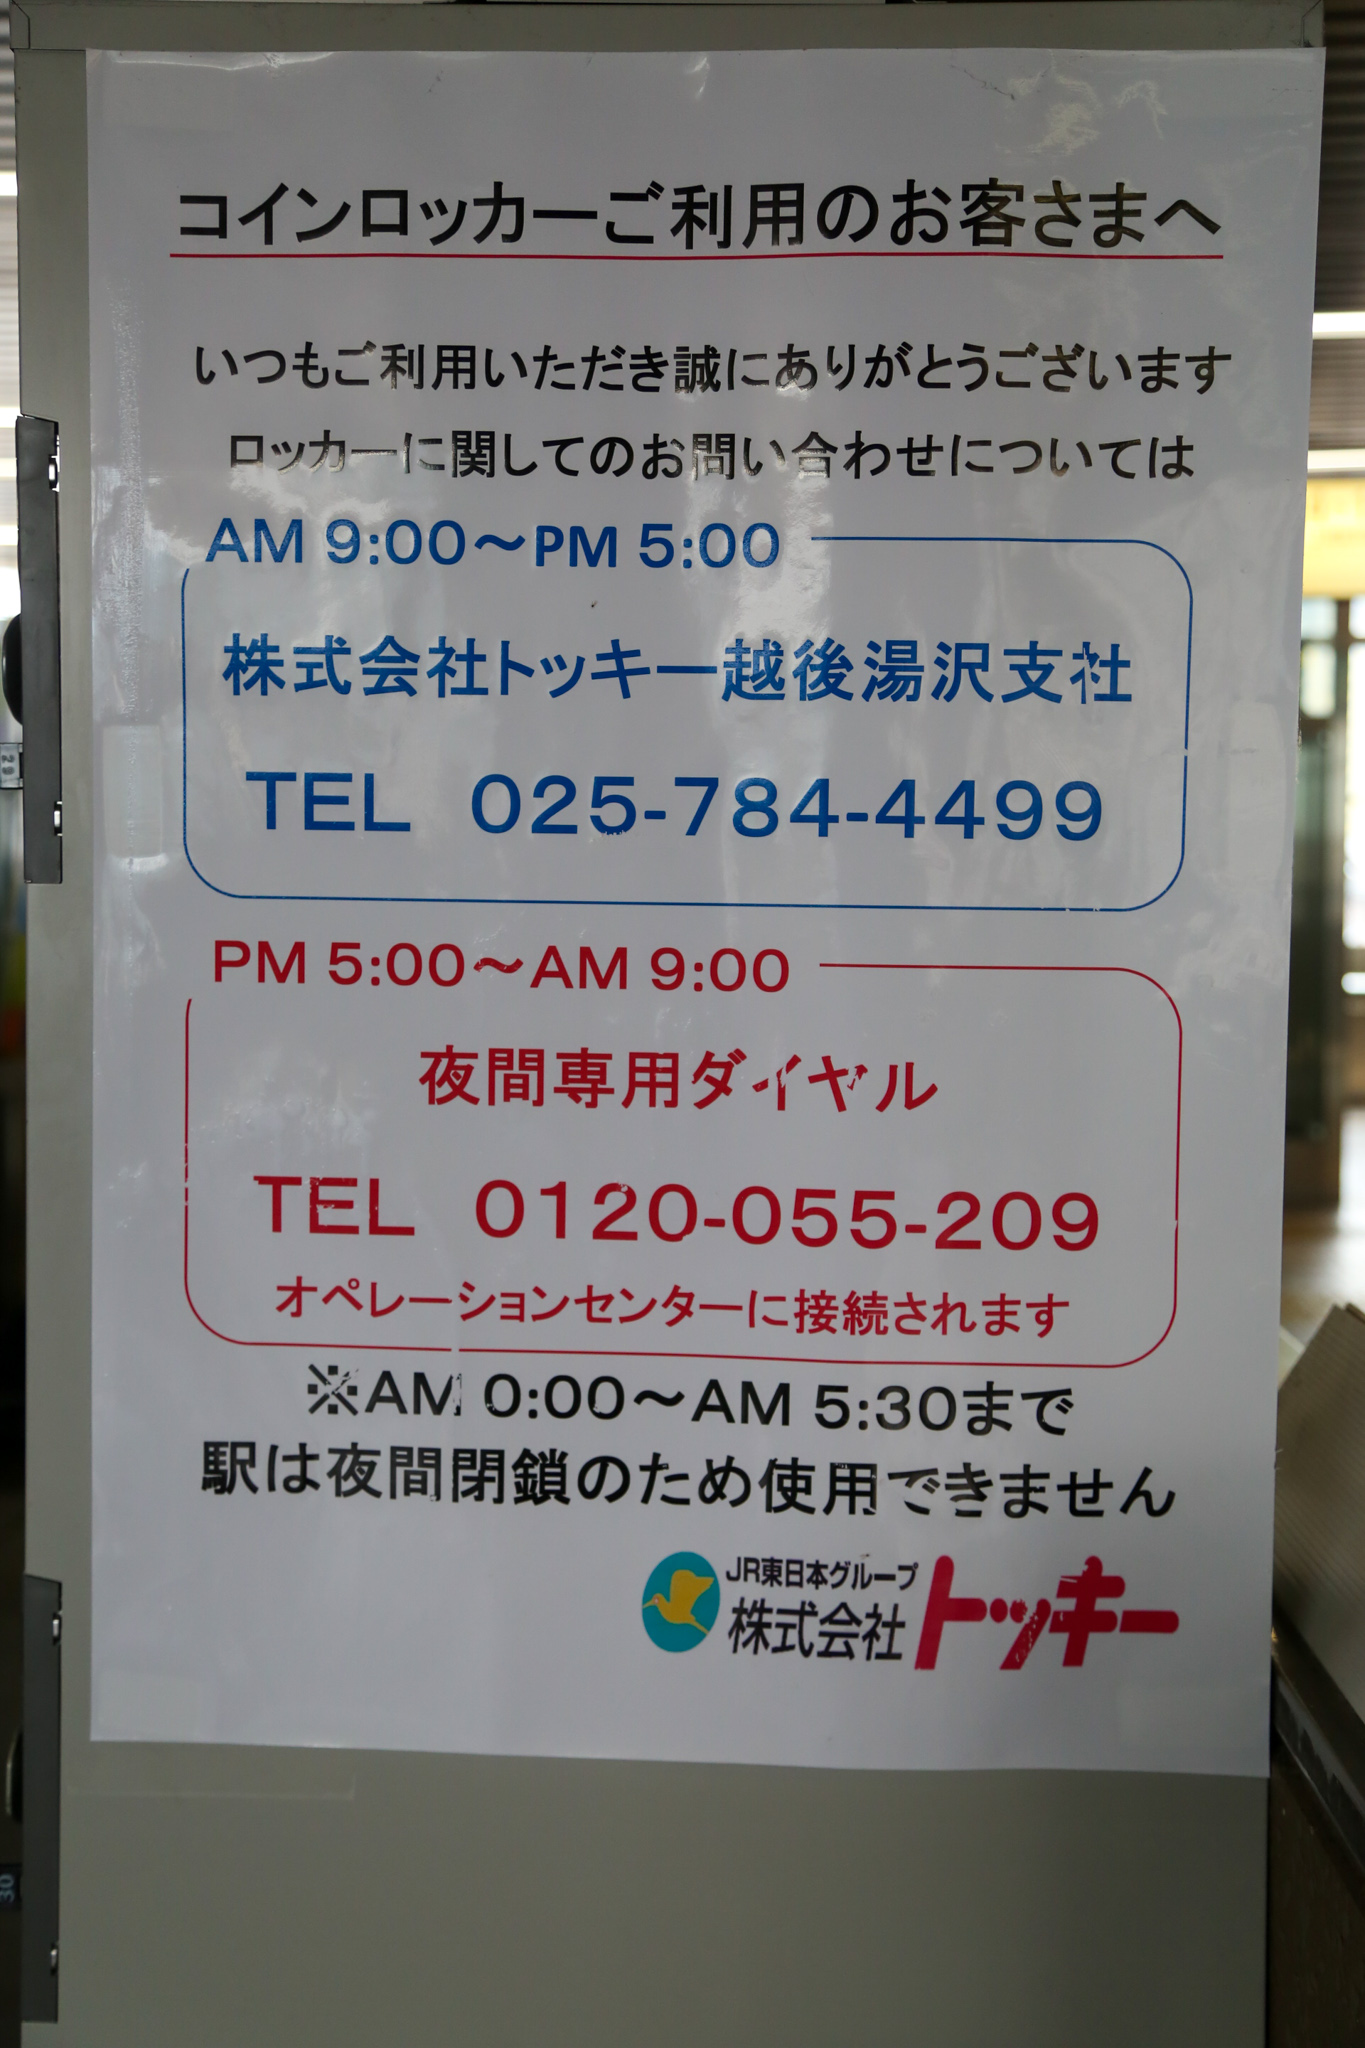 コインロッカーご利用のお客さまへ
いつもご利用いただき誠にありがとうございます
ロッカーに関してのお問い合わせについては
AM 9:00～PM 5:00
株式会社トッキー越後湯沢支社
TEL 025-784-4499
PM 5:00～AM 9:00
夜間専用ダイヤル
TEL 0120-055-209
オペレーションセンターに接続されます
※AM 0:00～AM 5:30まで
駅は夜間閉鎖のため使用できません
JR東日本グループ
株式会社トッキー
29
30